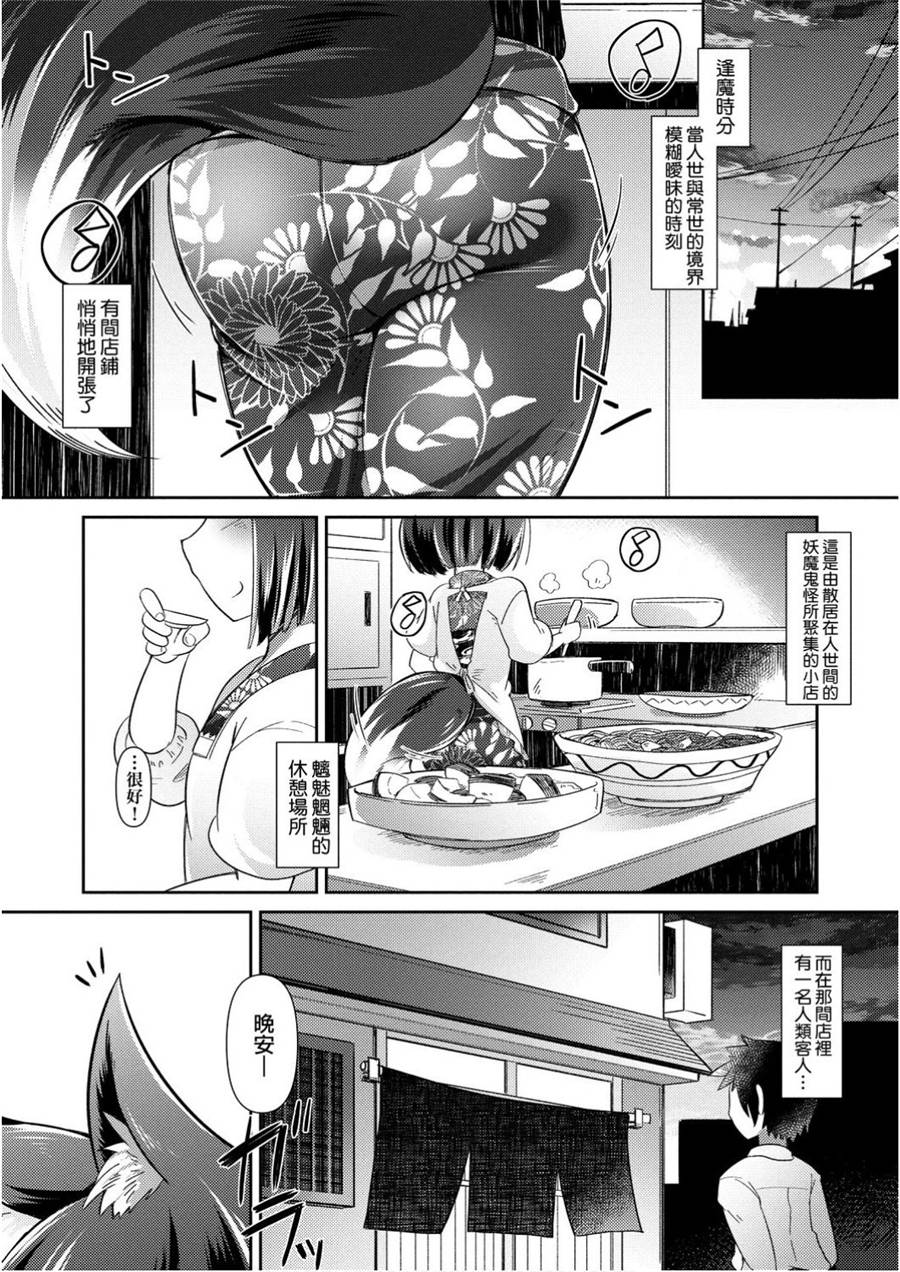 逢魔時分
當人世與常世的境界
模糊曖昧的時刻
トッ
トッ
有間店鋪
悄悄地開張了
這是由散居在人世間的
妖魔鬼怪所聚集的小店
魑魅魍魎的
休憩場所
…很好！
而在那間店裡
有一名人類客人…
晚安ー
ガラッ